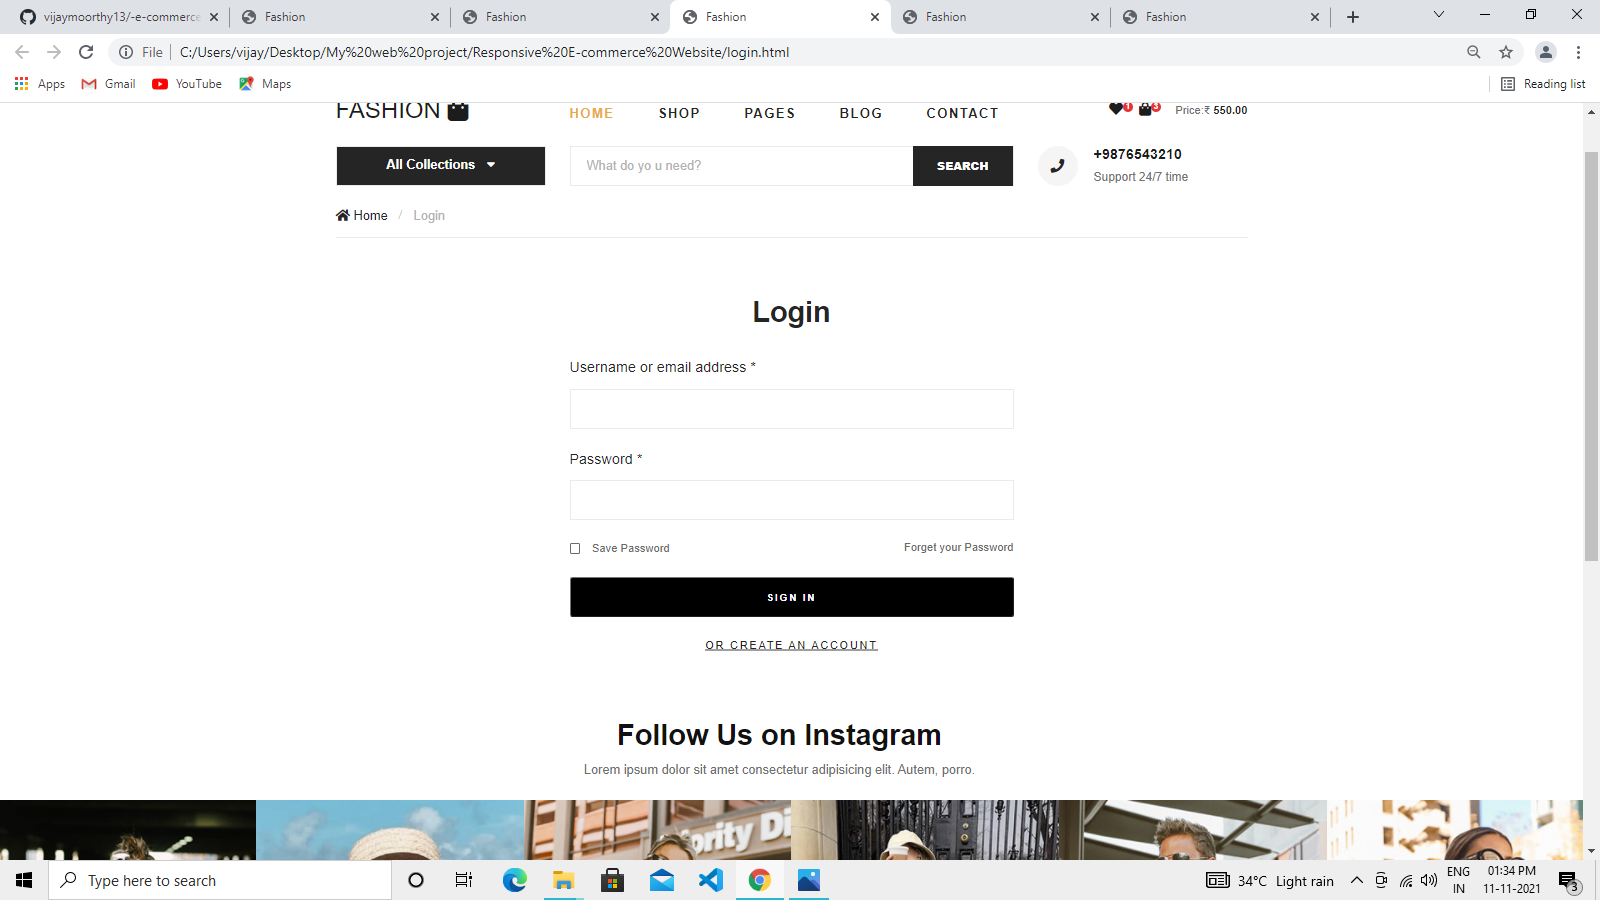 vijaymoorthy13/-e-commerce
Fashion
Fashion
Fashion
Fashion
Fashion
File
C:/Users/vijay/Desktop/My%20web%20project/Responsive%20E-commerce%20Website/login.html
Apps
Gmail
YouTube
Maps
Reading list
FASHION
HOME
SHOP
PAGES
BLOG
CONTACT
1
3
Price:₹ 550.00
All Collections
What do yo u need?
SEARCH
+9876543210
Support 24/7 time
Home / Login
Login
Username or email address *
Password *
Save Password
Forget your Password
SIGN IN
OR CREATE AN ACCOUNT
Follow Us on Instagram
Lorem ipsum dolor sit amet consectetur adipisicing elit. Autem, porro.
ority Di
Type here to search
34°C Light rain
ENG
IN
01:34 PM
11-11-2021
3